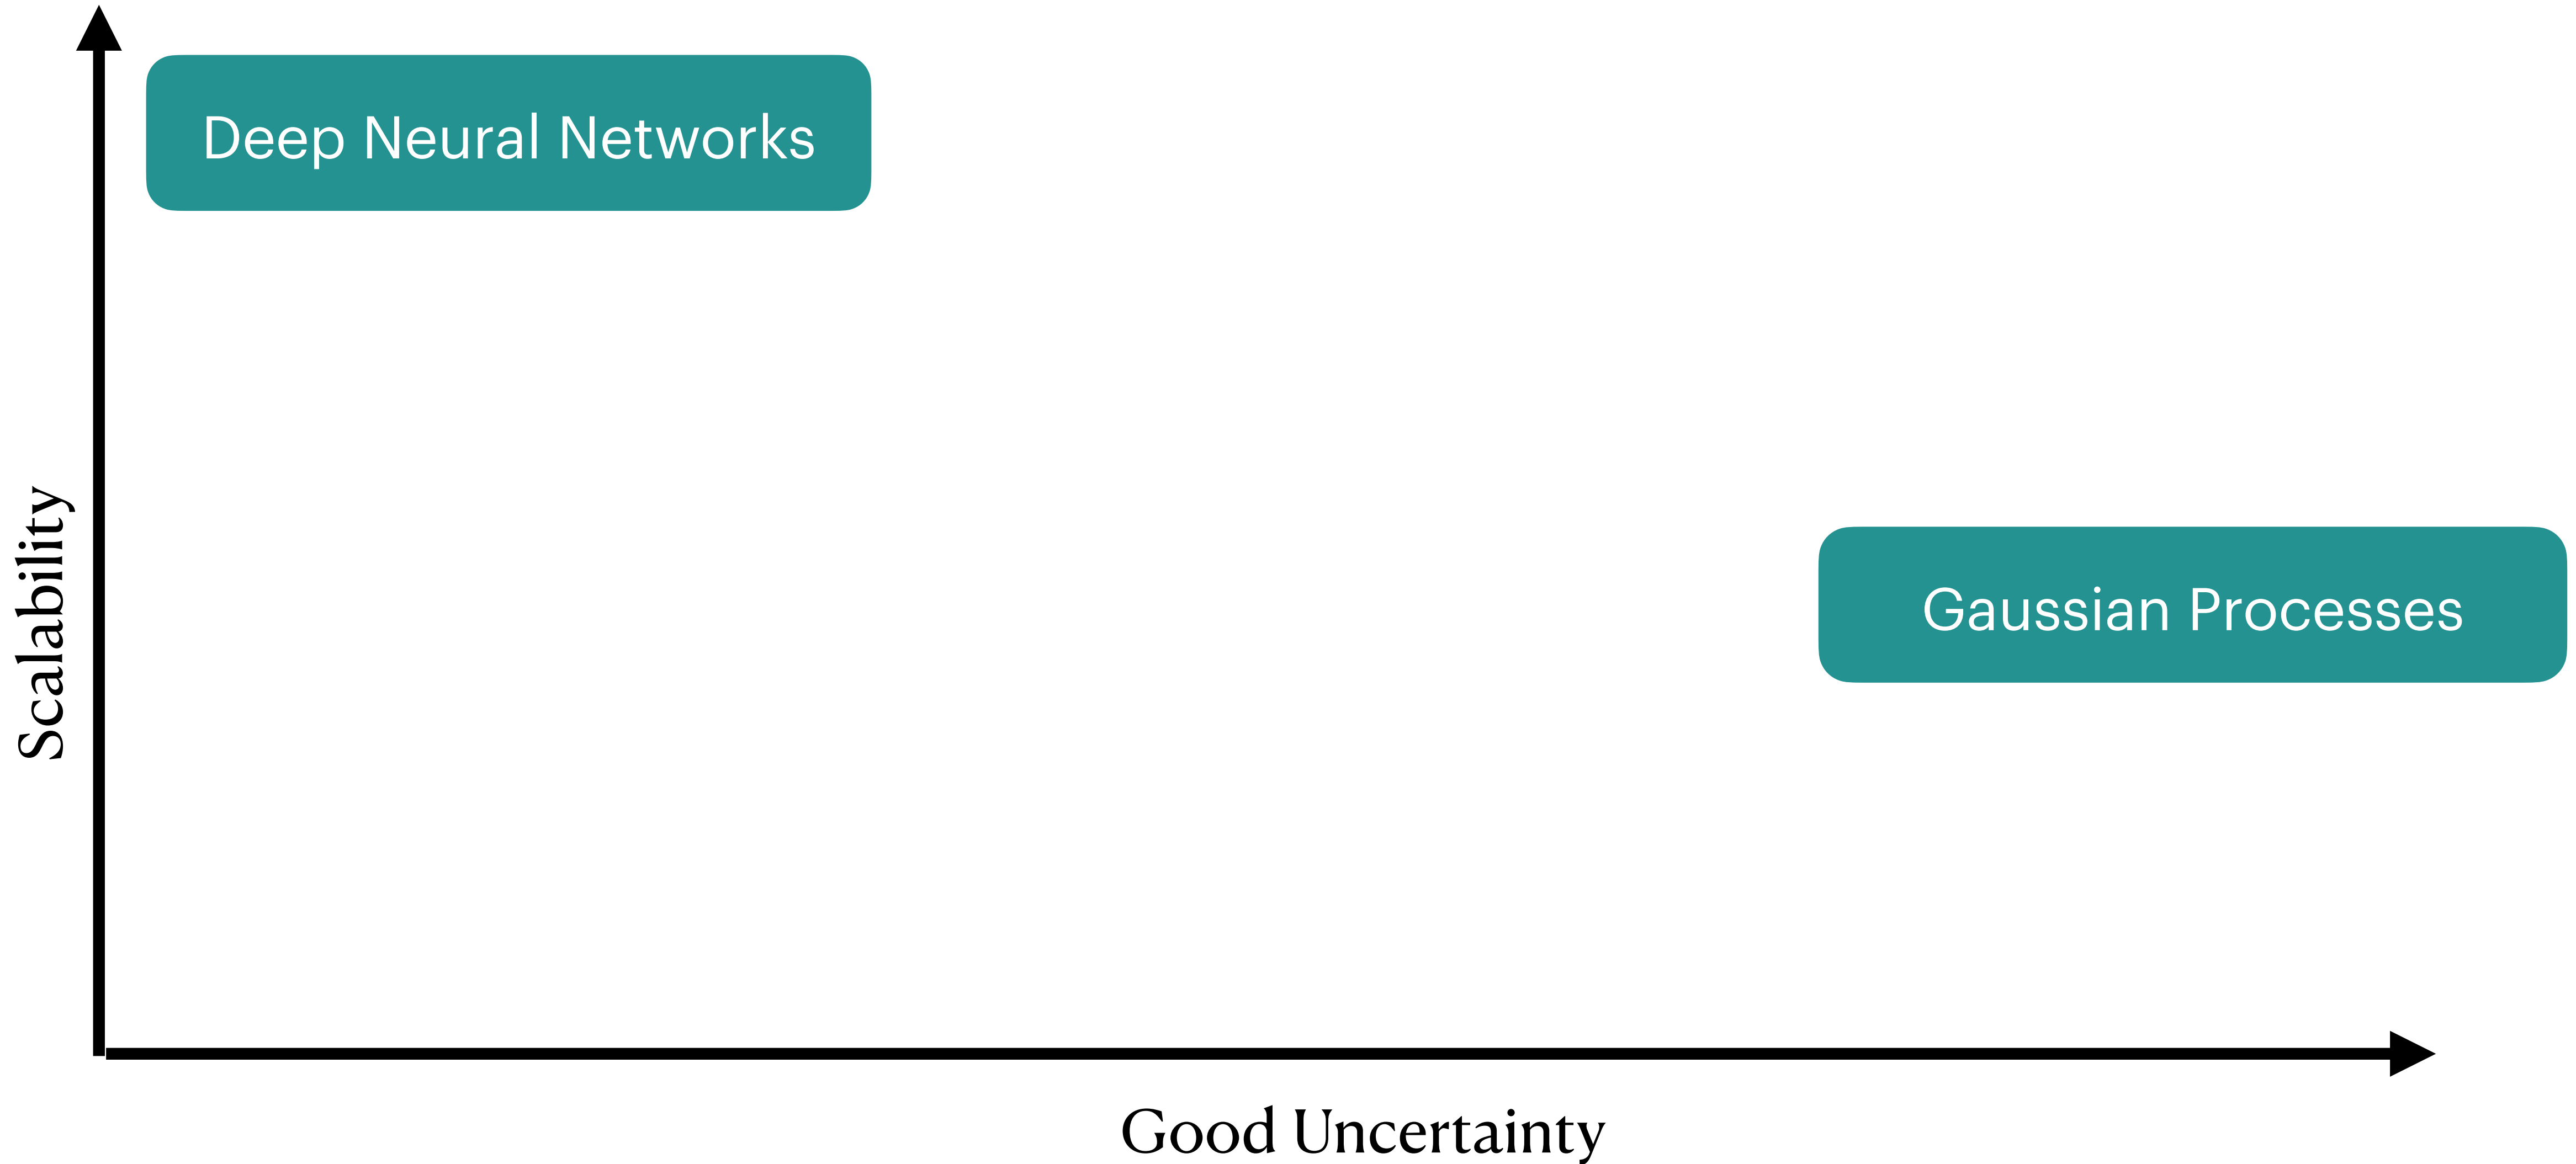 Deep Neural Networks
Scalability
Gaussian Processes
Good Uncertainty